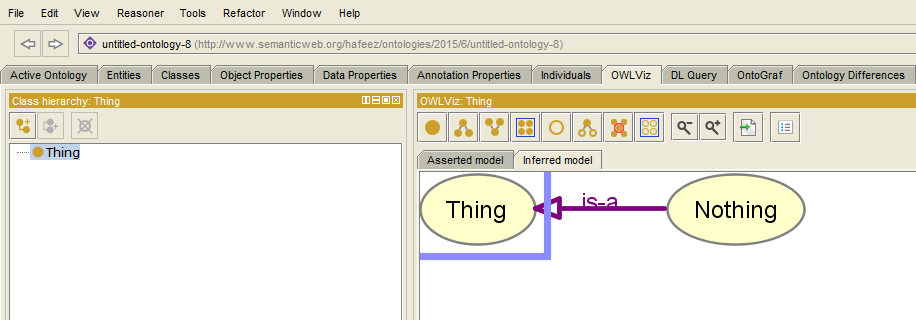 File Edit View Reasoner Tools Refactor Window Help
untitled-ontology-8 (http://www.semanticweb.org/hafeez/ontologies/2015/6/untitled-ontology-8)
Active Ontology Entities Classes Object Properties Data Properties Annotation Properties Individuals OWLViz DL Query OntoGraf Ontology Differences
Class hierarchy: Thing
Thing
OWLViz: Thing
Asserted model Inferred model
Thing is-a Nothing